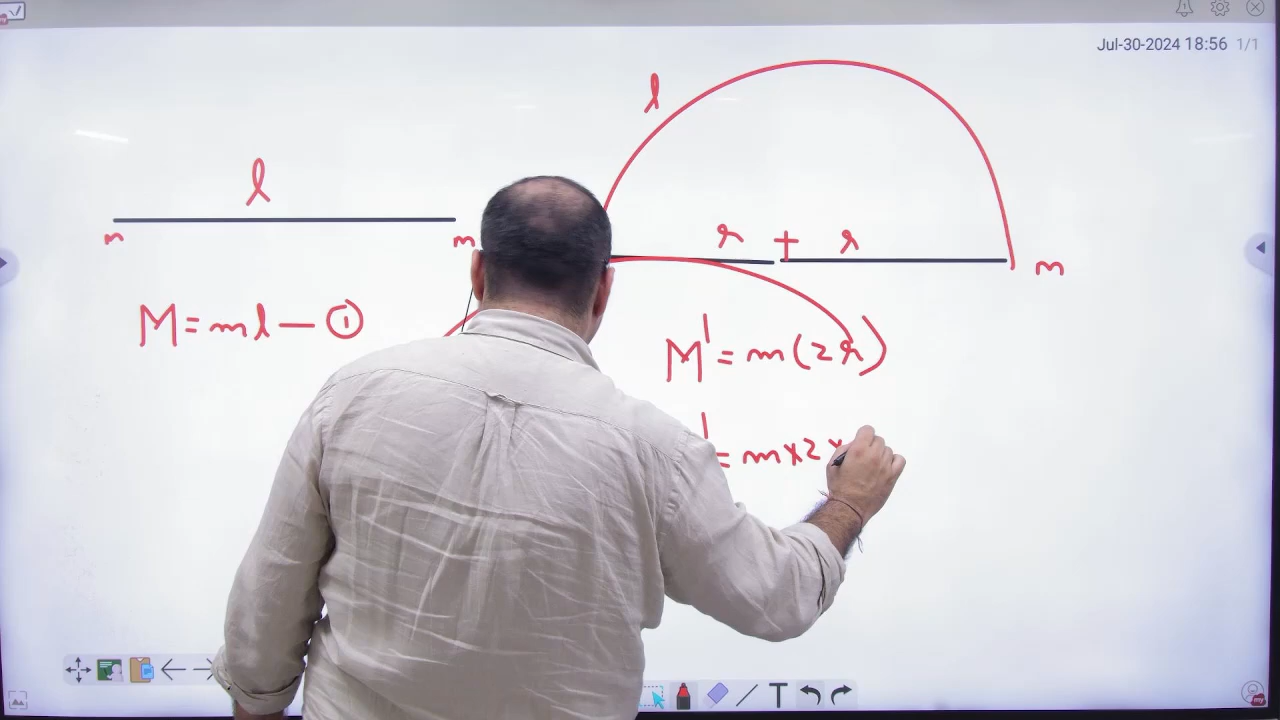 Jul-30-2024 18:56 1/1
l
l
m
m
r + r
m
M = ml — ①
M' = m(2r)
' = m×2×
T